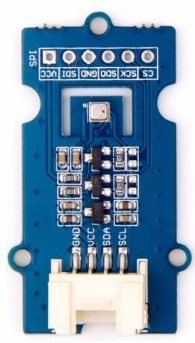 SPI
VCC SDI GND SDO SCK CS
GND VCC SDA SCL